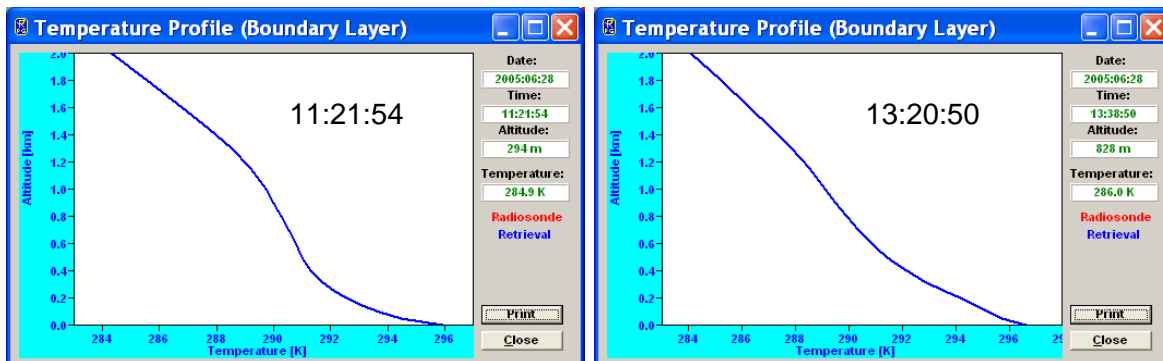 Temperature Profile (Boundary Layer)
2.0
1.8
1.6
1.4
1.2
1.0
0.8
0.6
0.4
0.2
0.0
Altitude [km]
11:21:54
284
286
288
290
292
294
296
Temperature [K]
Date:
2005:06:28
Time:
11:21:54
Altitude:
294 m
Temperature:
284.9 K
Radiosonde
Retrieval
Print
Close
Temperature Profile (Boundary Layer)
2.0
1.8
1.6
1.4
1.2
1.0
0.8
0.6
0.4
0.2
0.0
Altitude [km]
13:20:50
284
286
288
290
292
294
296
29
Temperature [K]
Date:
2005:06:28
Time:
13:38:50
Altitude:
828 m
Temperature:
286.0 K
Radiosonde
Retrieval
Print
Close